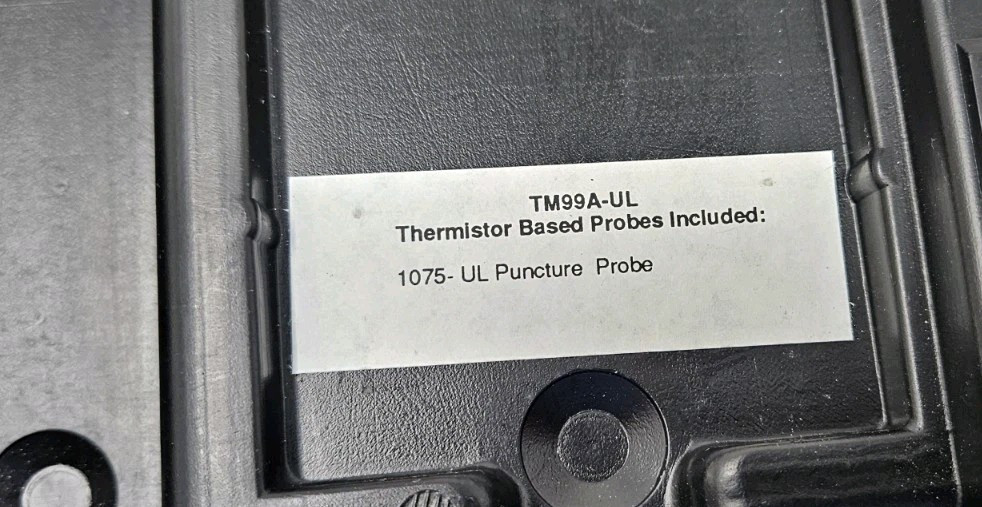 TM99A-UL
Thermistor Based Probes Included:
1075- UL Puncture Probe